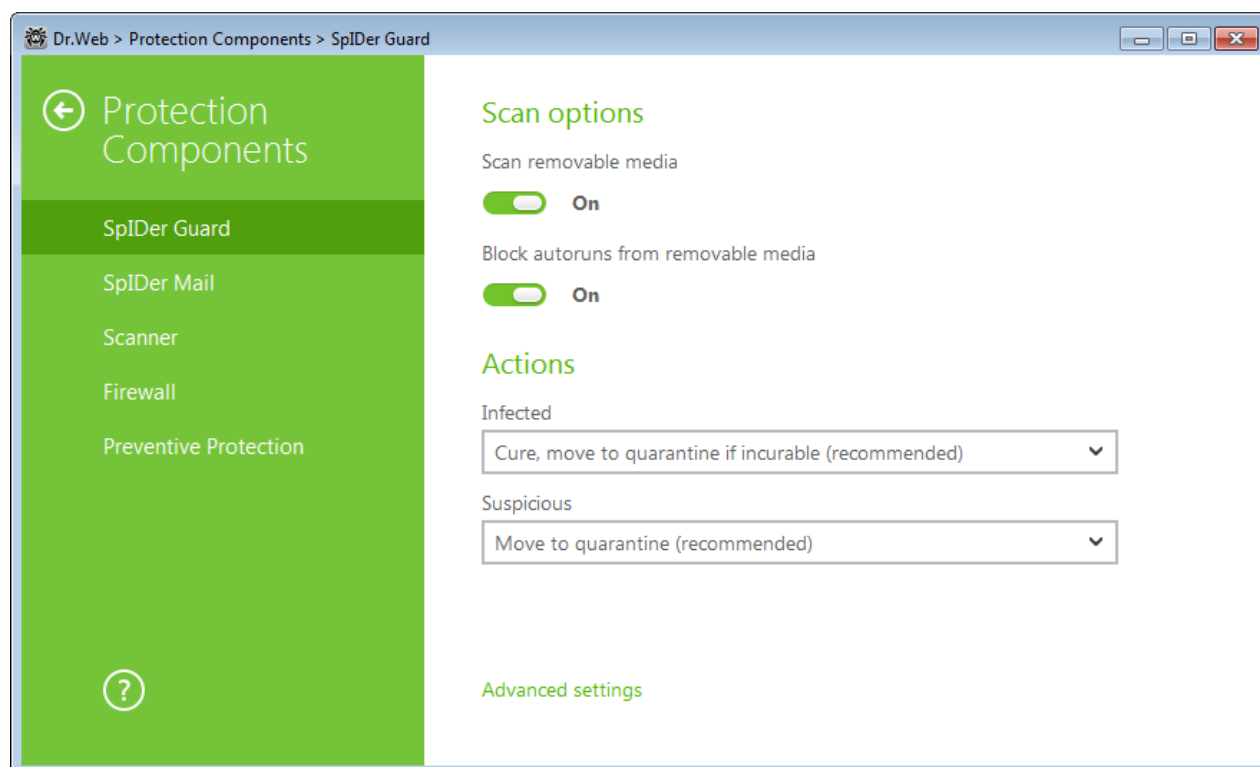 Dr.Web > Protection Components > SpIDer Guard
Protection
Components
SpIDer Guard
SpIDer Mail
Scanner
Firewall
Preventive Protection
?
Scan options
Scan removable media
On
Block autoruns from removable media
On
Actions
Infected
Cure, move to quarantine if incurable (recommended)
Suspicious
Move to quarantine (recommended)
Advanced settings